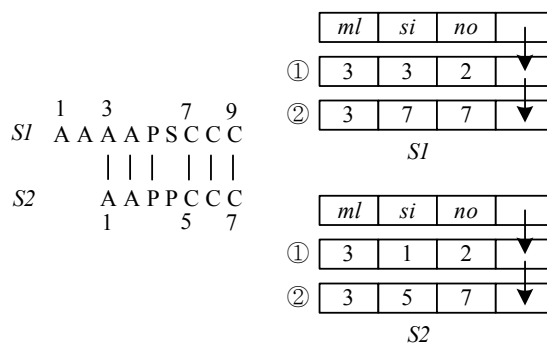 1 3 7 9
S1 A A A A P S C C C
S2 A A P P C C C
1 5 7
ml si no
① 3 3 2
② 3 7 7
S1
ml si no
① 3 1 2
② 3 5 7
S2